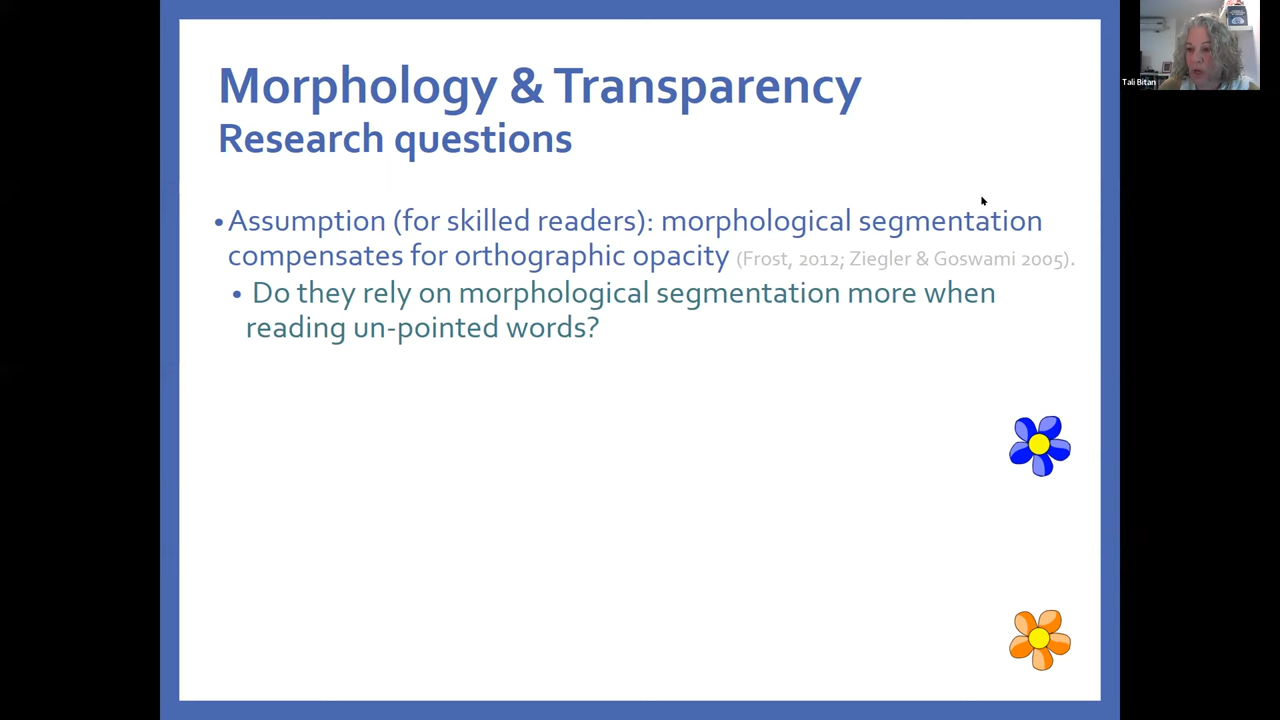 Morphology & Transparency
Research questions
• Assumption (for skilled readers): morphological segmentation
compensates for orthographic opacity (Frost, 2012; Ziegler & Goswami 2005).
• Do they rely on morphological segmentation more when
reading un-pointed words?
Tali Bitan